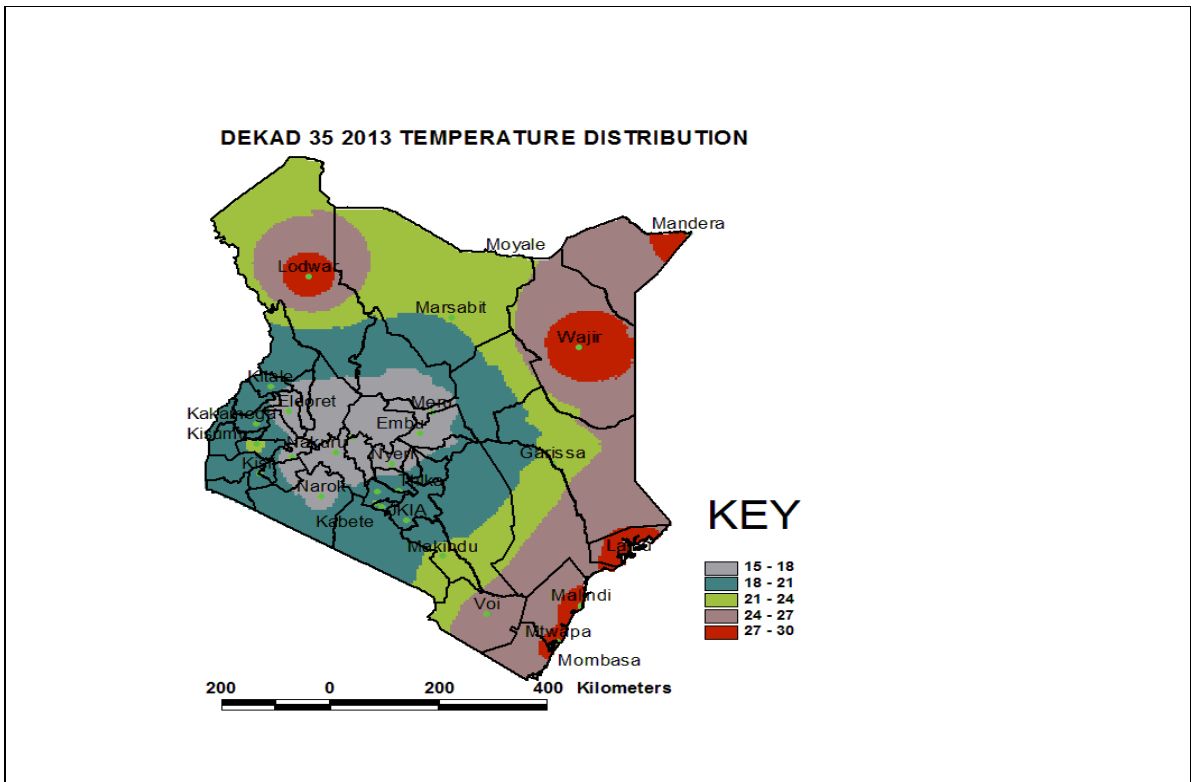 DEKAD 35 2013 TEMPERATURE DISTRIBUTION
Mandera
Moyale
Lodwar
Marsabit
Wajir
Kitale
Eldoret
Meru
Kakamega
Embu
Kisumu
Nakuru
Nyeri
Garissa
Kisii
Thika
Narok
KEY
Kabete
JKIA
Makindu
Lamu
15 - 18
18 - 21
21 - 24
24 - 27
27 - 30
Voi
Malindi
Mtwapa
Mombasa
200 0 200 400 Kilometers